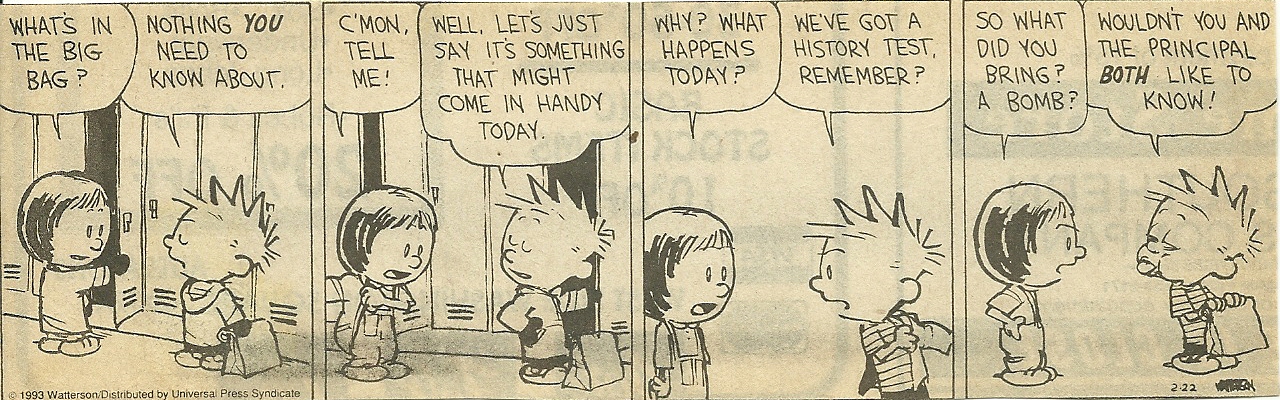 WHAT'S IN
THE BIG
BAG?
NOTHING YOU
NEED TO
KNOW ABOUT.
C'MON,
TELL
ME!
WELL, LET'S JUST
SAY IT'S SOMETHING
THAT MIGHT
COME IN HANDY
TODAY.
WHY? WHAT
HAPPENS
TODAY?
WE'VE GOT A
HISTORY TEST,
REMEMBER?
SO WHAT
DID YOU
BRING?
A BOMB?
WOULDN'T YOU AND
THE PRINCIPAL
BOTH LIKE TO
KNOW!
© 1993 Watterson/Distributed by Universal Press Syndicate
2-22 WATTERSON